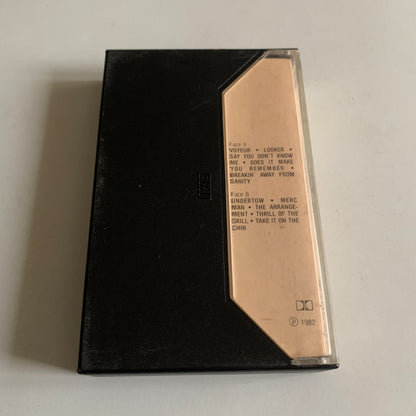 Face A
VOYEUR • LOOKER •
SAY YOU DON'T KNOW
ME • DOES IT MAKE
YOU REMEMBER •
BREAKIN' AWAY FROM
SANITY
Face B
UNDERTOW • MERC
MAN • THE ARRANGE-
MENT • THRILL OF THE
GRILL • TAKE IT ON THE
CHIN
℗ 1982